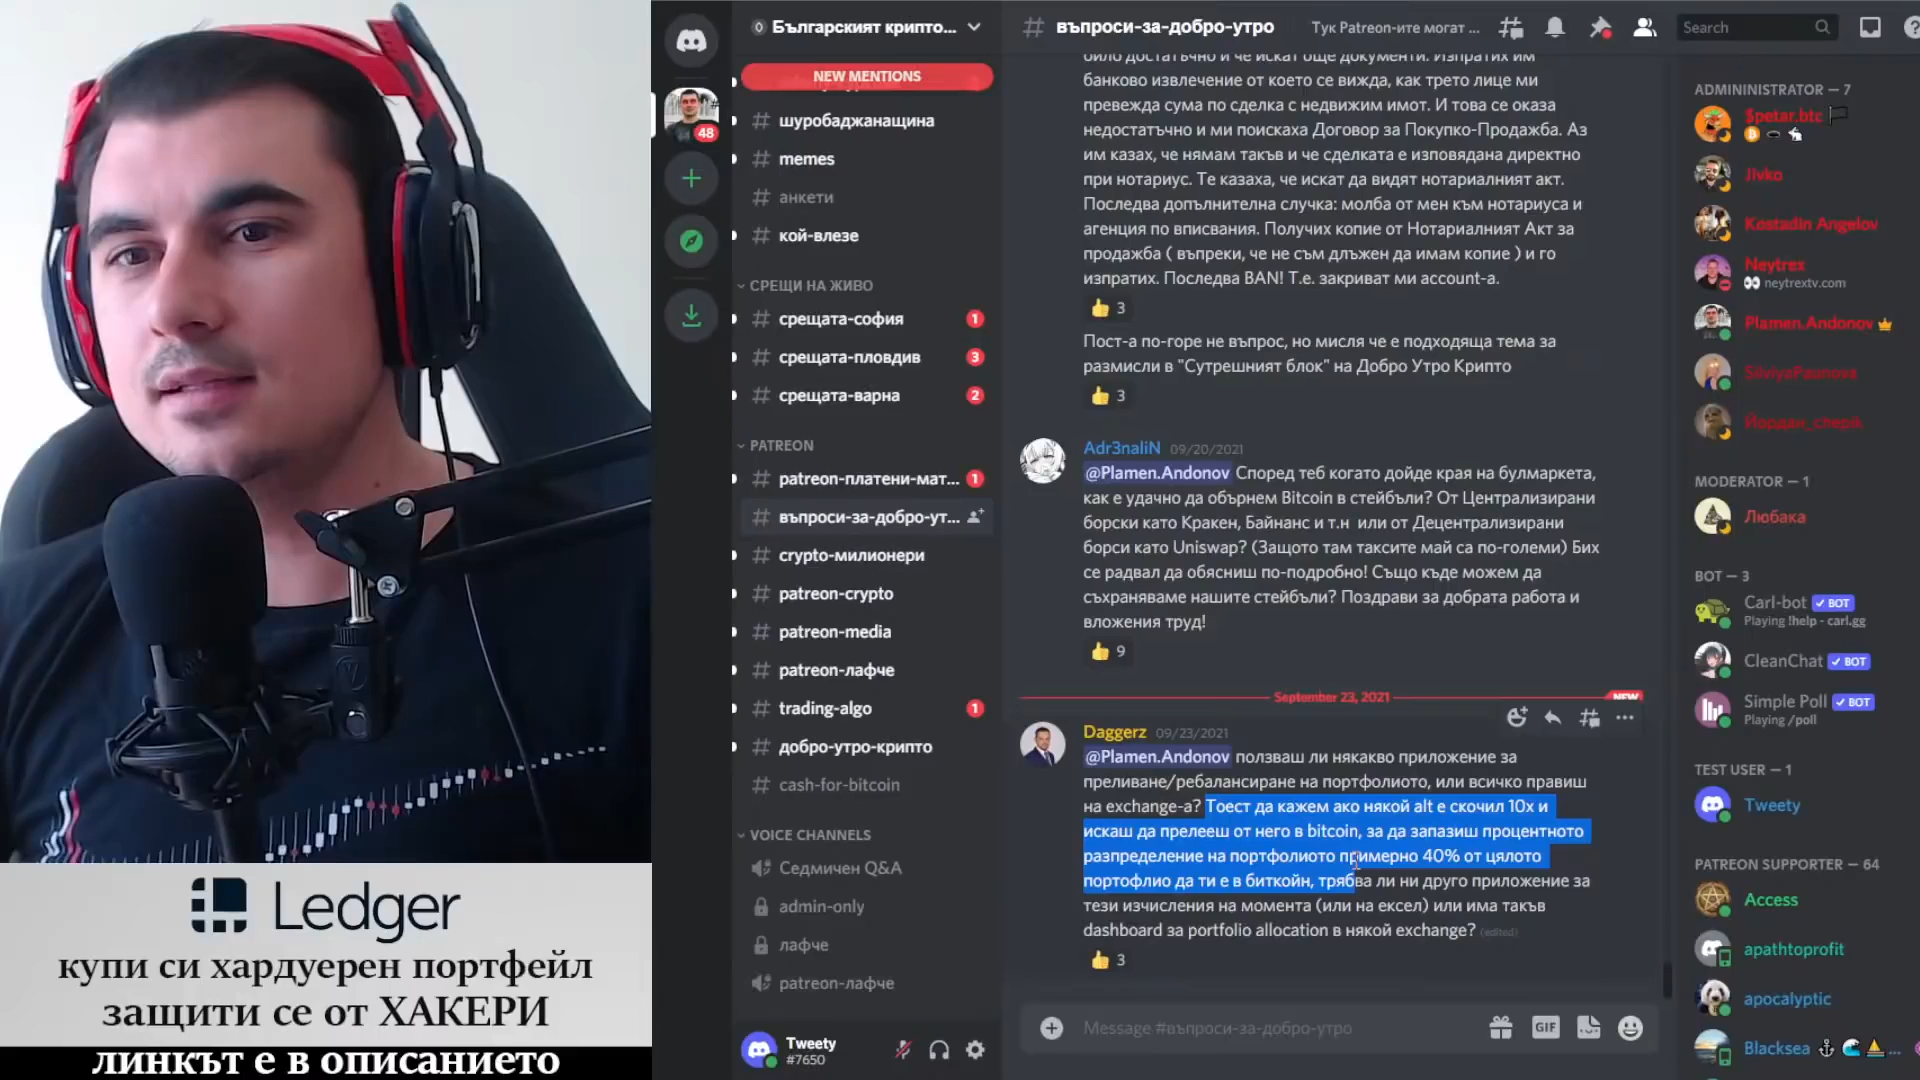 Ledger
купи си хардуерен портфейл
защити се от ХАКЕРИ
линкът е в описанието
48
Българският крипто...
NEW MENTIONS
# шуробаджанащина
# memes
# анкети
# кой-влезе
СРЕЩИ НА ЖИВО
# срещата-софия 1
# срещата-пловдив 3
# срещата-варна 2
PATREON
# patreon-платени-мат... 1
# въпроси-за-добро-ут...
# crypto-милионери
# patreon-crypto
# patreon-media
# patreon-лафче
# trading-algo 1
# добро-утро-крипто
# cash-for-bitcoin
VOICE CHANNELS
Седмичен Q&A
admin-only
лафче
patreon-лафче
Tweety
#7650
# въпроси-за-добро-утро
Тук Patreon-ите могат ...
Search
било достатъчно и че искат още документи. Изпратих им
банково извлечение от което се вижда, как трето лице ми
превежда сума по сделка с недвижим имот. И това се оказа
недостатъчно и ми поискаха Договор за Покупко-Продажба. Аз
им казах, че нямам такъв и че сделката е изповядана директно
при нотариус. Те казаха, че искат да видят нотариалният акт.
Последва допълнителна случка: молба от мен към нотариуса и
агенция по вписвания. Получих копие от Нотариалният Акт за
продажба ( въпреки, че не съм длъжен да имам копие ) и го
изпратих. Последва BAN! Т.е. закриват ми account-а.
3
Пост-а по-горе не въпрос, но мисля че е подходяща тема за
размисли в "Сутрешният блок" на Добро Утро Крипто
3
Adr3naliN 09/20/2021
@Plamen.Andonov Според теб когато дойде края на булмаркета,
как е удачно да обърнем Bitcoin в стейбъли? От Централизирани
борски като Кракен, Байнанс и т.н или от Децентрализирани
борси като Uniswap? (Защото там таксите май са по-големи) Бих
се радвал да обясниш по-подробно! Също къде можем да
съхраняваме нашите стейбъли? Поздрави за добрата работа и
вложения труд!
9
September 23, 2021
NEW
Daggerz 09/23/2021
@Plamen.Andonov ползваш ли някакво приложение за
преливане/ребалансиране на портфолиото, или всичко правиш
на exchange-а? Тоест да кажем ако някой alt е скочил 10x и
искаш да прелееш от него в bitcoin, за да запазиш процентното
разпределение на портфолиото примерно 40% от цялото
портофлио да ти е в биткойн, трябва ли ни друго приложение за
тези изчисления на момента (или на ексел) или има такъв
dashboard за portfolio allocation в някой exchange? (edited)
3
Message #въпроси-за-добро-утро
GIF
ADMININISTRATOR — 7
$petar.btc
Jivko
Kostadin Angelov
Neytrex
neytrextv.com
Plamen.Andonov
SilviyaPaunova
Йордан_chepik
MODERATOR — 1
Любака
BOT — 3
Carl-bot BOT
Playing !help - carl.gg
CleanChat BOT
Simple Poll BOT
Playing /poll
TEST USER — 1
Tweety
PATREON SUPPORTER — 64
Access
apathtoprofit
apocalyptic
Blacksea